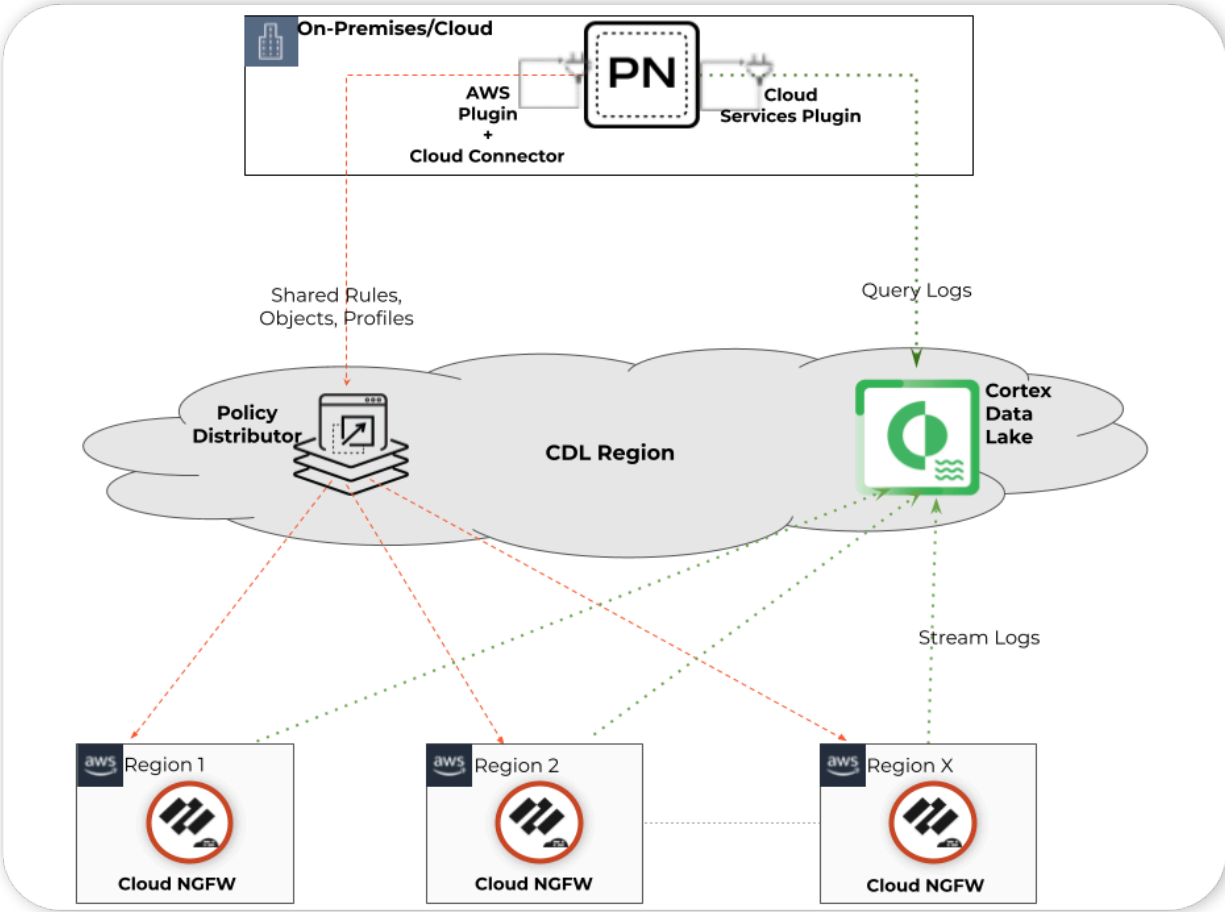 On-Premises/Cloud
PN
AWS
Plugin
+
Cloud Connector
Cloud
Services Plugin
Shared Rules,
Objects, Profiles
Query Logs
Policy
Distributor
CDL Region
Cortex
Data
Lake
Stream Logs
aws
Region 1
Cloud NGFW
aws
Region 2
Cloud NGFW
aws
Region X
Cloud NGFW